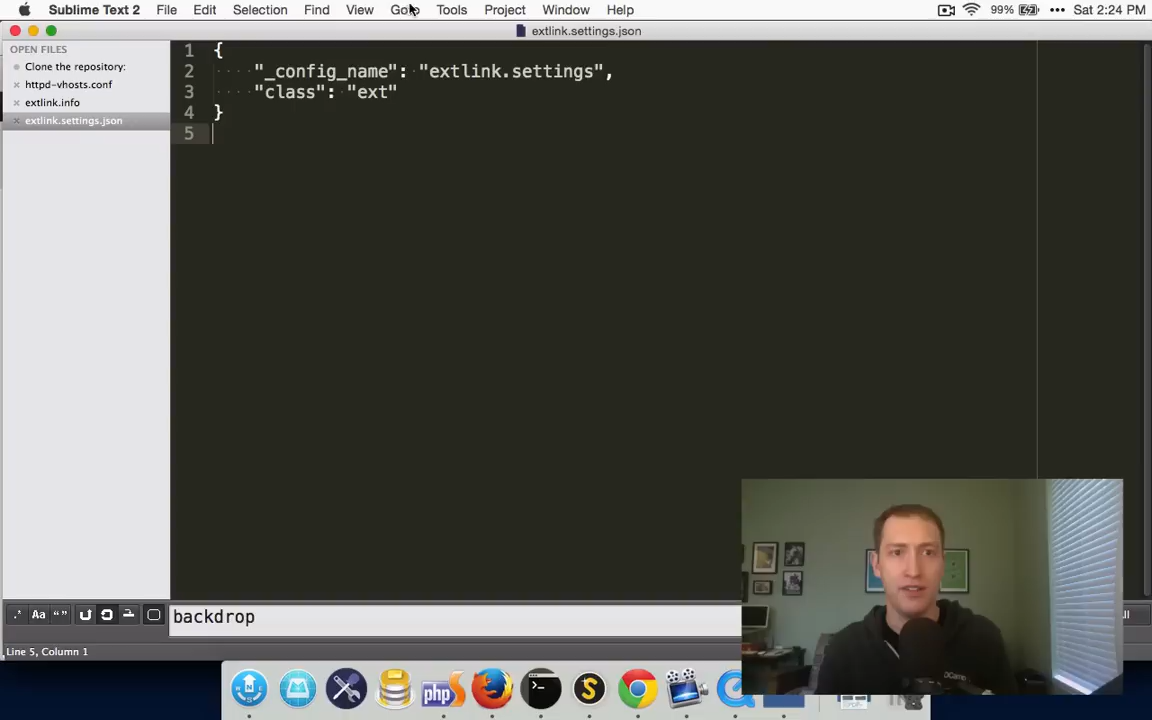 Sublime Text 2 File Edit Selection Find View Goto Tools Project Window Help 99% Sat 2:24 PM
extlink.settings.json
OPEN FILES
Clone the repository:
httpd-vhosts.conf
extlink.info
extlink.settings.json
1 {
2 "_config_name": "extlink.settings",
3 "class": "ext"
4 }
5
.* Aa “” backdrop
Line 5, Column 1
php